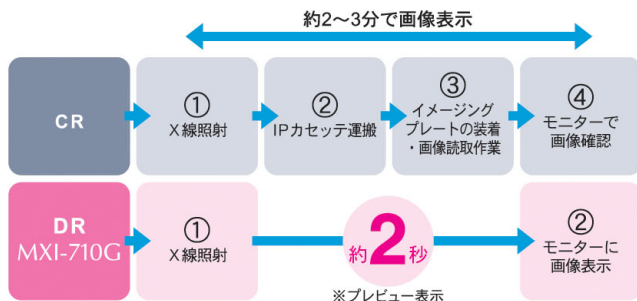 約2〜3分で画像表示
CR
①
X線照射
②
IPカセッテ運搬
③
イメージング
プレートの装着
・画像読取作業
④
モニターで
画像確認
DR
MXI-710G
①
X線照射
約2秒
※プレビュー表示
②
モニターに
画像表示